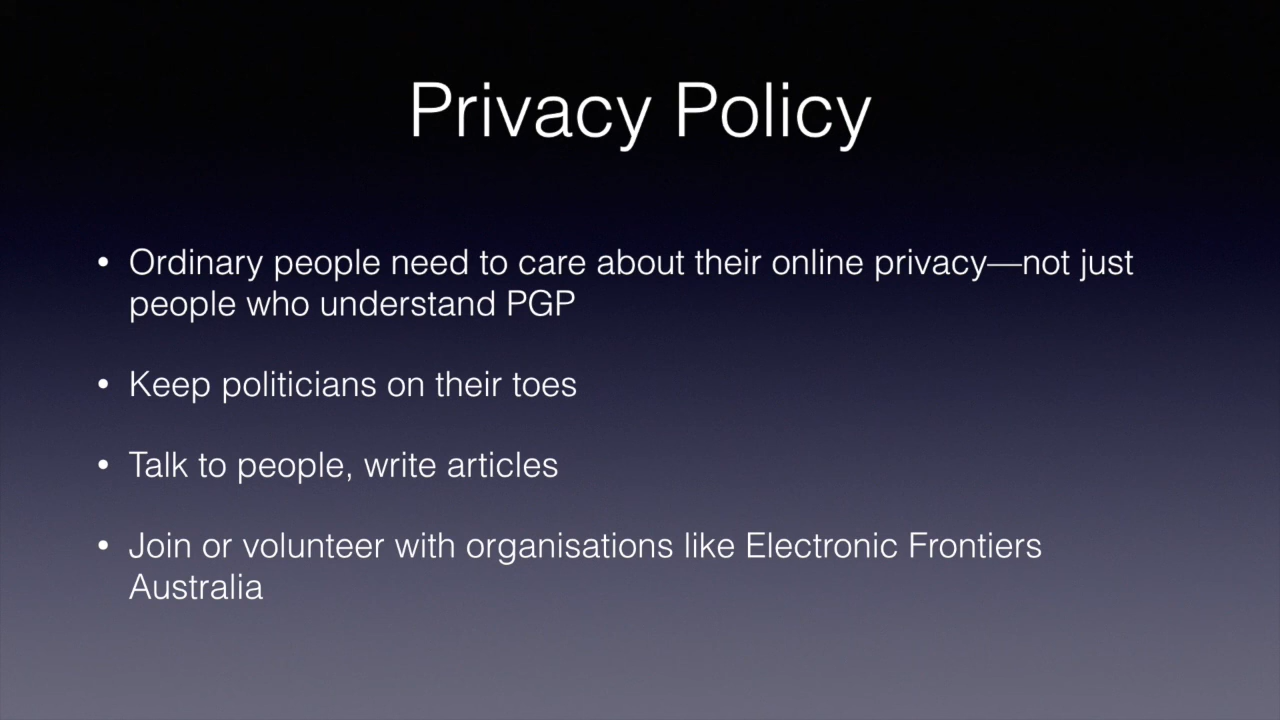 Privacy Policy
• Ordinary people need to care about their online privacy—not just
people who understand PGP
• Keep politicians on their toes
• Talk to people, write articles
• Join or volunteer with organisations like Electronic Frontiers
Australia